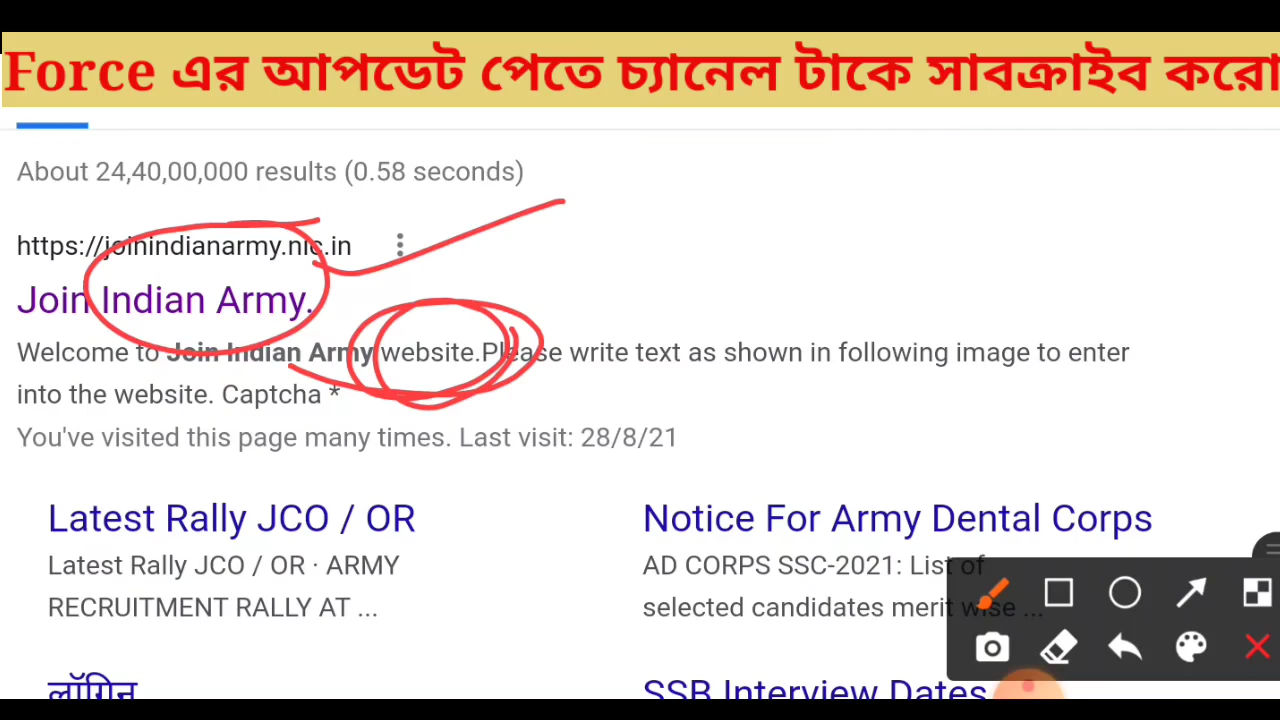 Force এর আপডেট পেতে চ্যানেল টাকে সাবক্রাইব করো
About 24,40,00,000 results (0.58 seconds)
https://joinindianarmy.nic.in
Join Indian Army.
Welcome to Join Indian Army website.Please write text as shown in following image to enter
into the website. Captcha *
You've visited this page many times. Last visit: 28/8/21
Latest Rally JCO / OR
Latest Rally JCO / OR · ARMY
RECRUITMENT RALLY AT ...
Notice For Army Dental Corps
AD CORPS SSC-2021: List of
selected candidates merit wise ...
लॉगिन
SSB Interview Dates